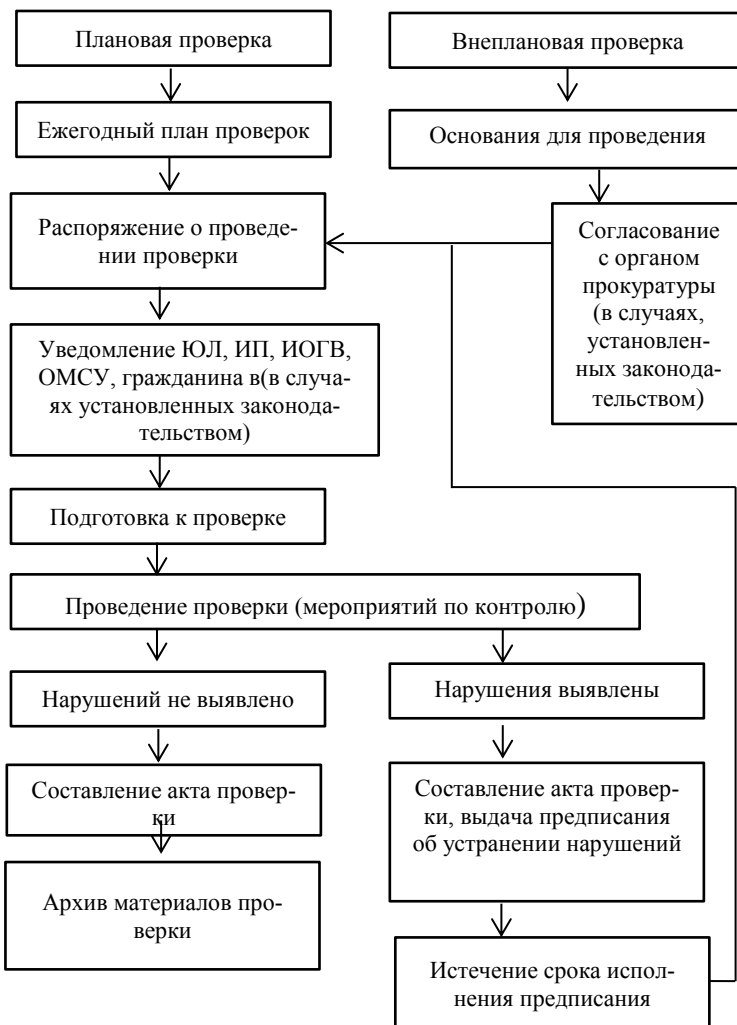 Плановая проверка
Внеплановая проверка
Ежегодный план проверок
Основания для проведения
Распоряжение о проведе-
нии проверки
Согласование
с органом
прокуратуры
(в случаях,
установлен-
ных законода-
тельством)
Уведомление ЮЛ, ИП, ИОГВ,
ОМСУ, гражданина в(в случа-
ях установленных законода-
тельством)
Подготовка к проверке
Проведение проверки (мероприятий по контролю)
Нарушений не выявлено
Нарушения выявлены
Составление акта провер-
ки
Составление акта провер-
ки, выдача предписания
об устранении нарушений
Архив материалов про-
верки
Истечение срока испол-
нения предписания